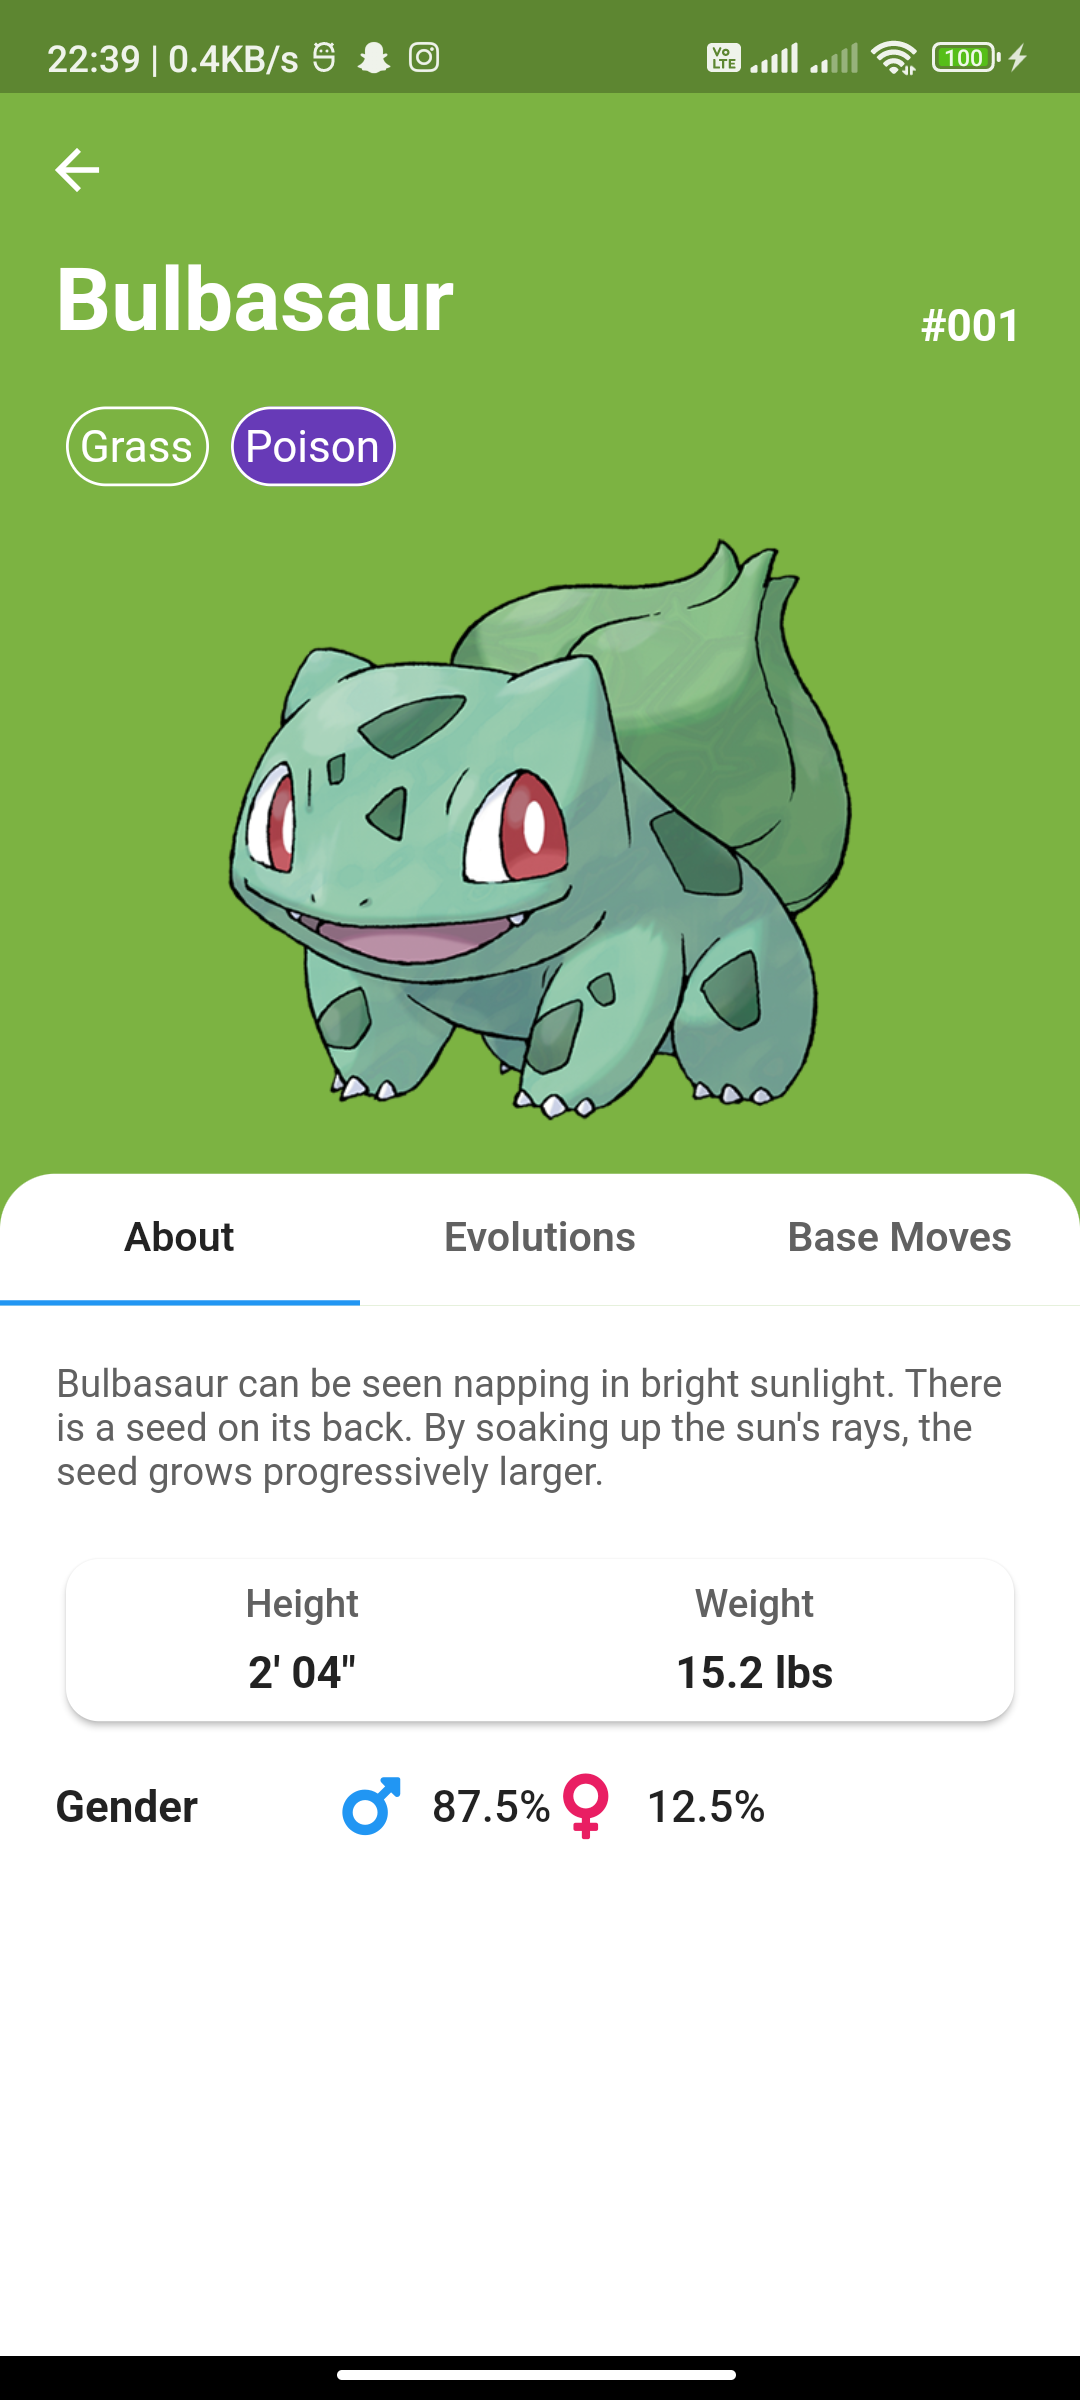 22:39 | 0.4KB/s
Vo
LTE
100
Bulbasaur
#001
Grass
Poison
About
Evolutions
Base Moves
Bulbasaur can be seen napping in bright sunlight. There
is a seed on its back. By soaking up the sun's rays, the
seed grows progressively larger.
Height
Weight
2' 04"
15.2 lbs
Gender
87.5%
12.5%